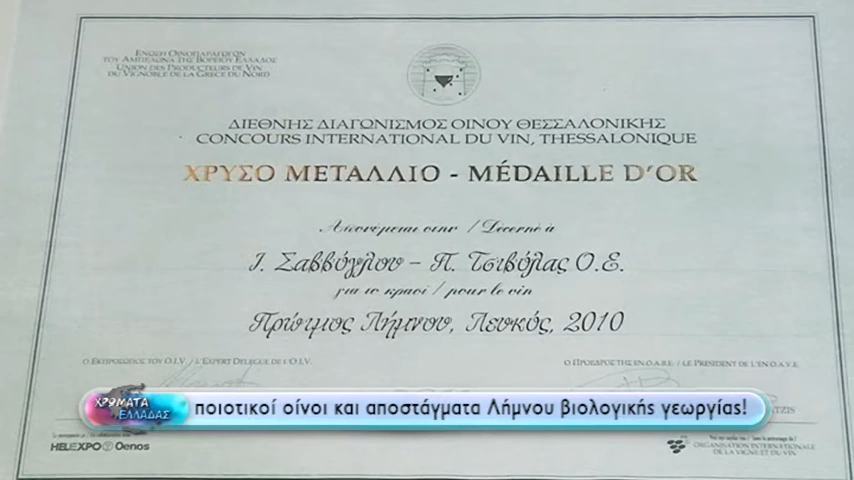 ΕΝΩΣΗ ΟΙΝΟΠΑΡΑΓΩΓΩΝ
ΤΟΥ ΑΜΠΕΛΩΝΑ ΤΗΣ ΒΟΡΕΙΟΥ ΕΛΛΑΔΟΣ
UNION DES PRODUCTEURS DE VIN
DU VIGNOBLE DE LA GRECE DU NORD
ΔΙΕΘΝΗΣ ΔΙΑΓΩΝΙΣΜΟΣ ΟΙΝΟΥ ΘΕΣΣΑΛΟΝΙΚΗΣ
CONCOURS INTERNATIONAL DU VIN, THESSALONIQUE
ΧΡΥΣΟ ΜΕΤΑΛΛΙΟ - MÉDAILLE D'OR
Απονέμεται στην / Décerné à
Ι. Σαββόγλου – Π. Τσιβόλας Ο.Ε.
για το κρασί / pour le vin
Πρώτιμος Λήμνου, Λευκός, 2010
Ο ΕΚΠΡΟΣΩΠΟΣ ΤΟΥ O.I.V. / L'EXPERT DELEGUE DE L'O.I.V.
Ο ΠΡΟΕΔΡΟΣ ΤΗΣ ΕΝ.Ο.Α.Β.Ε. / LE PRESIDENT DE L'EN.O.A.V.E.
ΧΡΩΜΑΤΑ
ΕΛΛΑΔΑΣ
ποιοτικοί οίνοι και αποστάγματα Λήμνου βιολογικής γεωργίας!
HELEXPO Oenos
ORGANISATION INTERNATIONALE
DE LA VIGNE ET DU VIN